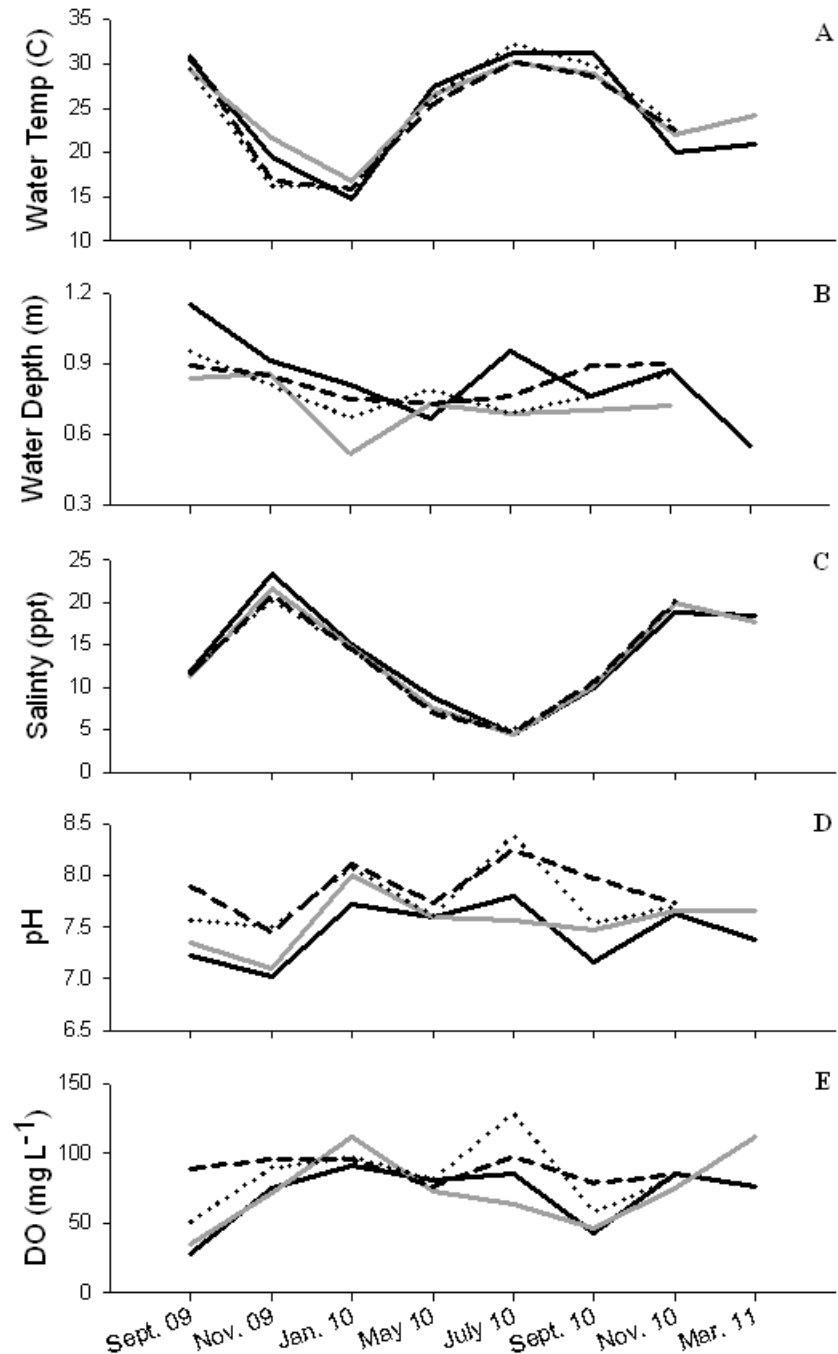 A
Water Temp (C)
35
30
25
20
15
10
B
Water Depth (m)
1.2
0.9
0.6
0.3
C
Salinty (ppt)
25
20
15
10
5
0
D
pH
8.5
8.0
7.5
7.0
6.5
E
DO (mg L⁻¹)
150
100
50
0
Sept. 09 Nov. 09 Jan. 10 May 10 July 10 Sept. 10 Nov. 10 Mar. 11